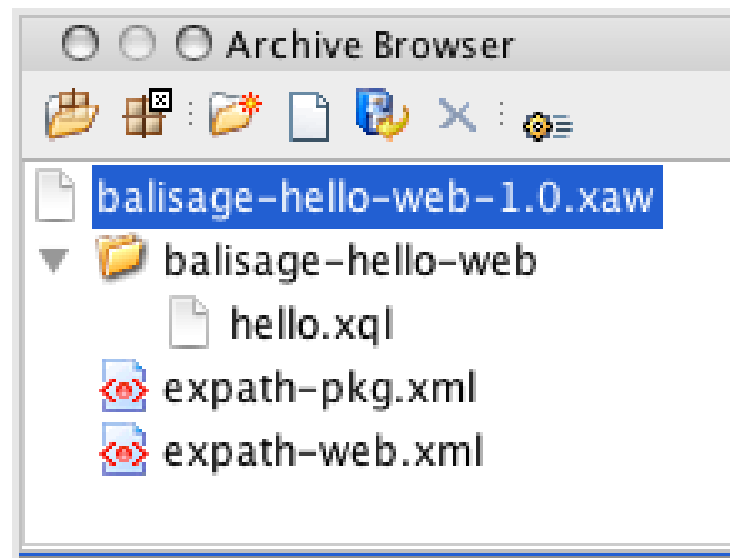 Archive Browser
balisage-hello-web-1.0.xaw
balisage-hello-web
hello.xql
expath-pkg.xml
expath-web.xml